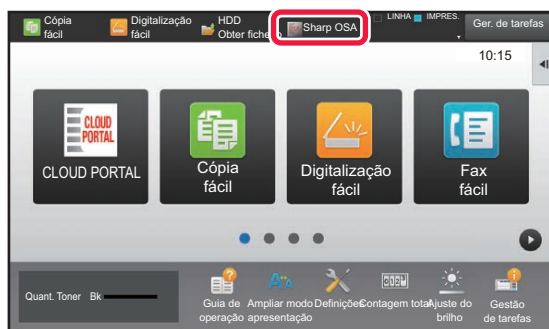 Cópia
fácil
Digitalização
fácil
HDD
Obter ficheiro
Sharp OSA
LINHA
IMPRES.
Ger. de tarefas
10:15
CLOUD
PORTAL
CLOUD PORTAL
Cópia
fácil
Digitalização
fácil
Fax
fácil
Quant. Toner Bk
Guia de
operação
Ampliar modo
apresentação
Definições
Contagem total
Ajuste do
brilho
Gestão
de tarefas